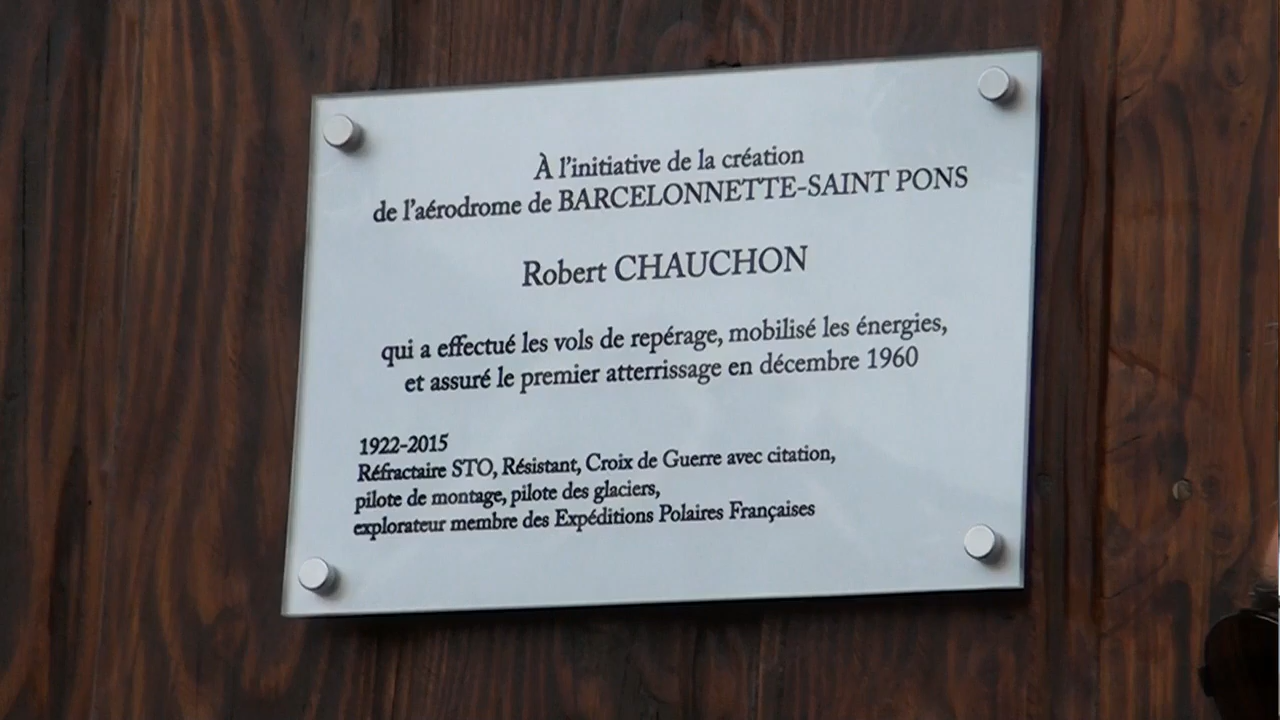 À l'initiative de la création
de l'aérodrome de BARCELONNETTE-SAINT PONS
Robert CHAUCHON
qui a effectué les vols de repérage, mobilisé les énergies,
et assuré le premier atterrissage en décembre 1960
1922-2015
Réfractaire STO, Résistant, Croix de Guerre avec citation,
pilote de montage, pilote des glaciers,
explorateur membre des Expéditions Polaires Françaises